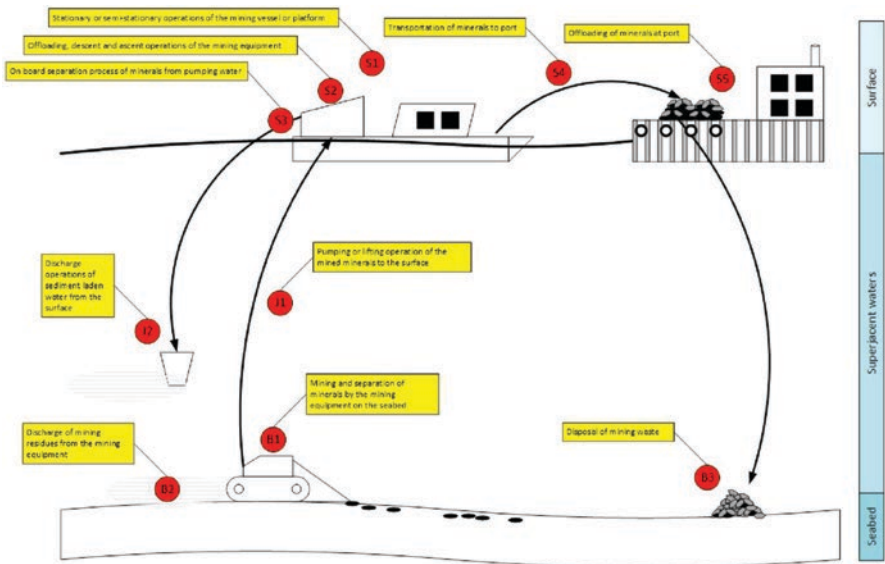 Stationary or semi-stationary operations of the mining vessel or platform
S1
Transportation of minerals to port
Offloading of minerals at port
Offloading, descent and ascent operations of the mining equipment
S2
S4
S5
On board separation process of minerals from pumping water
S3
Surface
Discharge
operations of
sediment laden
water from the
surface
J2
Pumping or lifting operation of the
mined minerals to the surface
J1
Superjacent waters
Mining and separation of
minerals by the mining
equipment on the seabed
B1
Discharge of mining
residues from the mining
equipment
B2
Disposal of mining waste
B3
Seabed